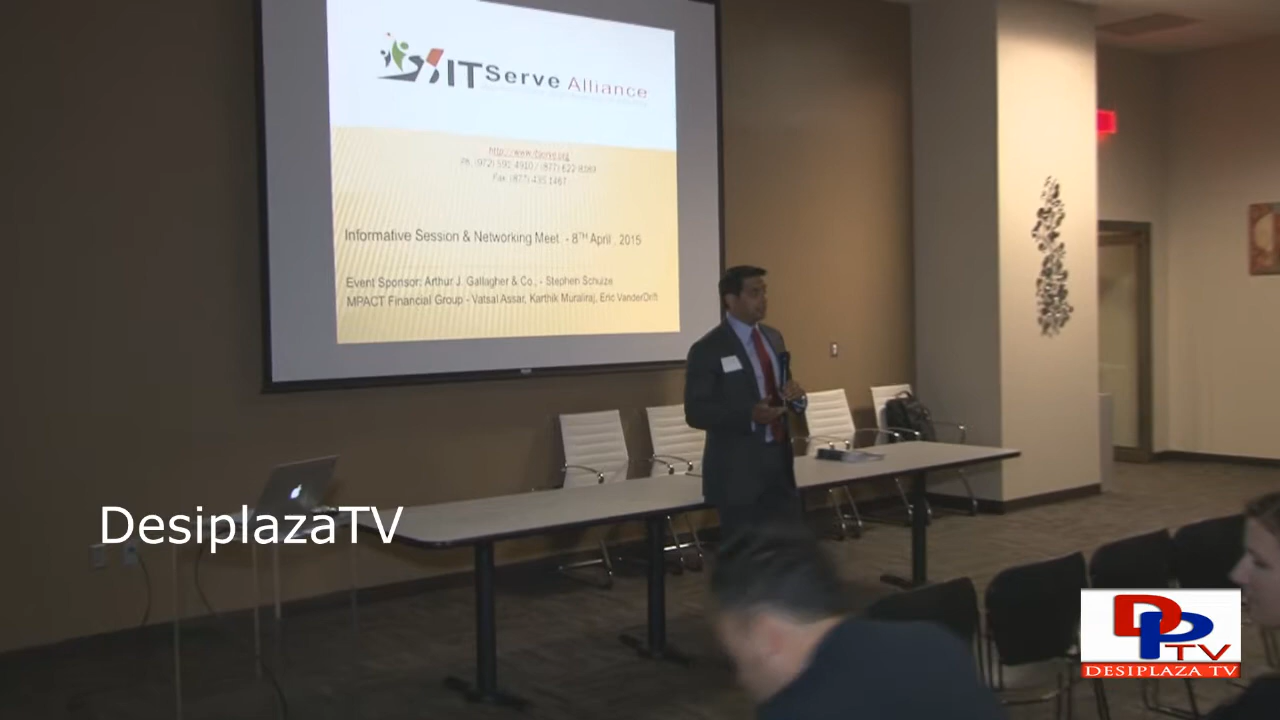 ITServe Alliance
Informative Session & Networking Meet - 8TH April, 2015
Event Sponsor: Arthur J. Gallagher & Co., - Stephen Schulze
MPACT Financial Group - Vatsal Assar, Karthik Muraliraj, Eric VanderDrift
DesiplazaTV
DPTV
DESIPLAZA TV